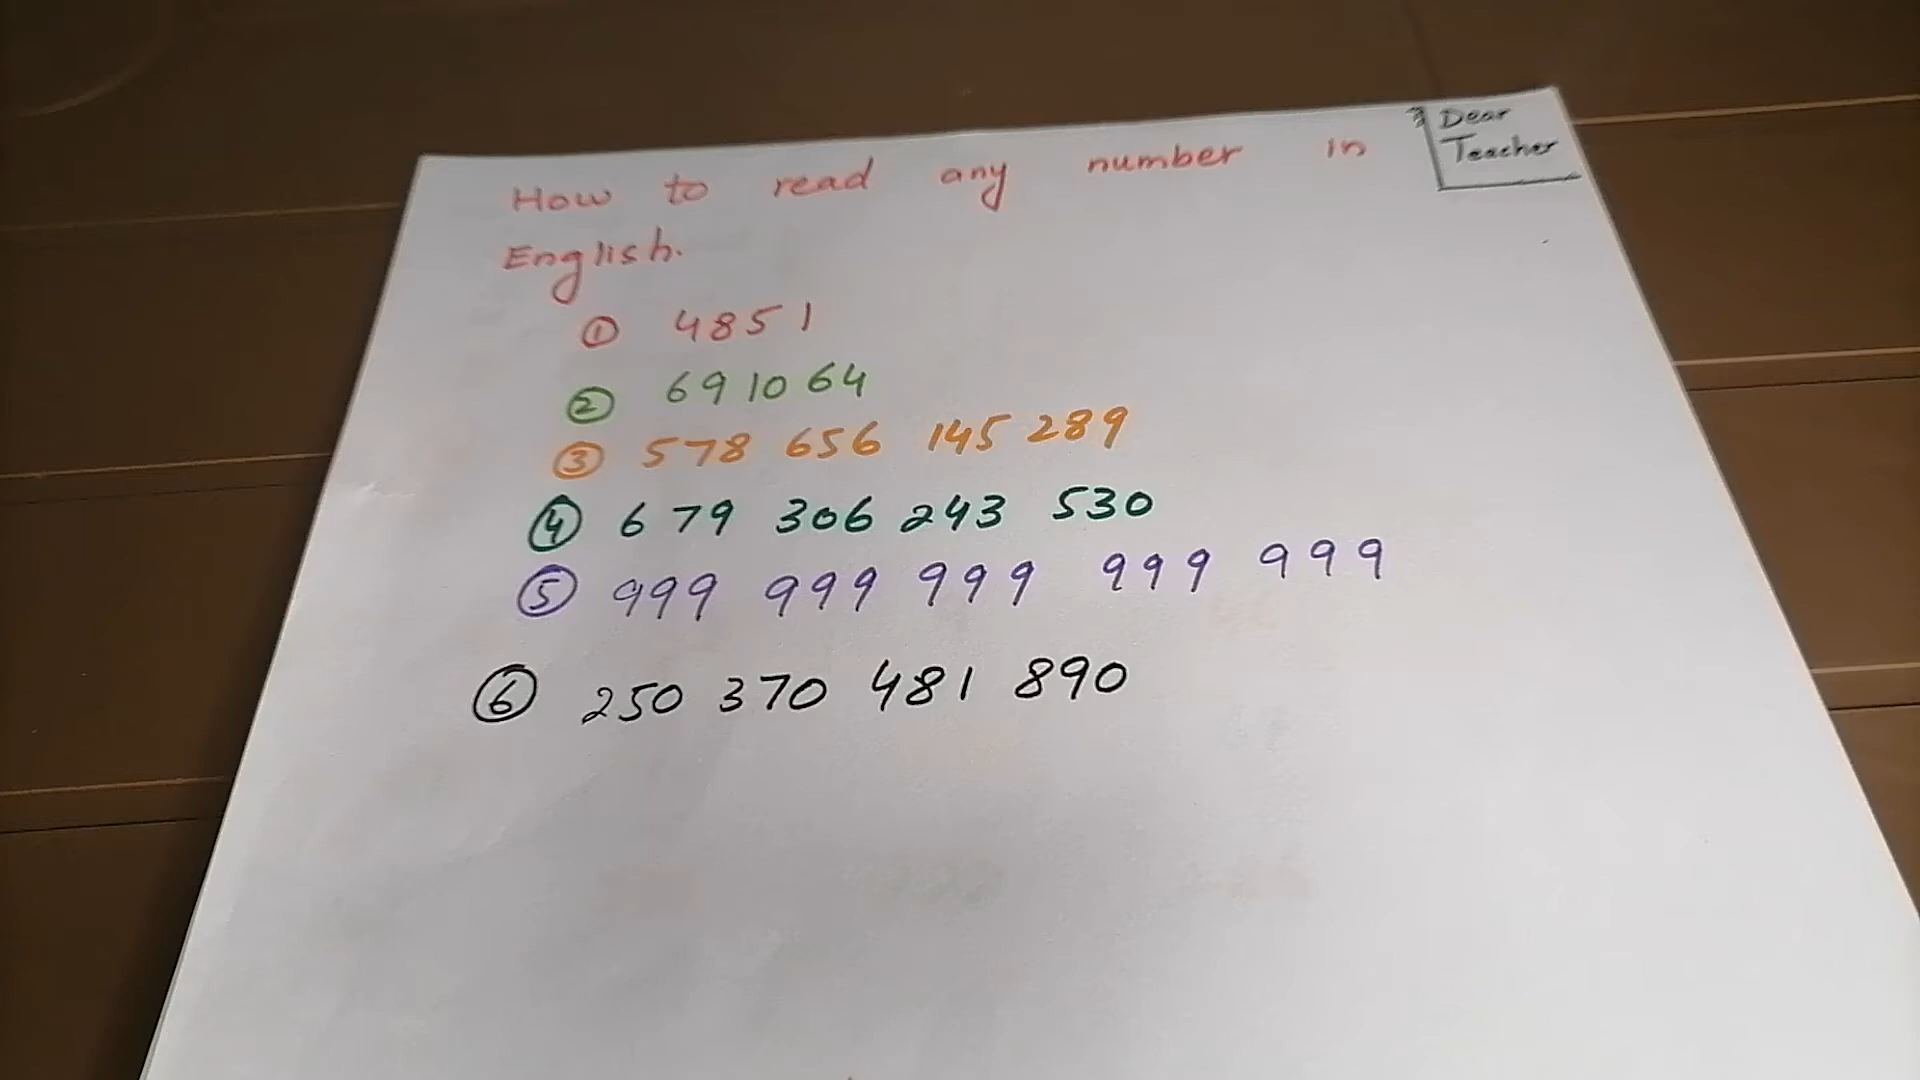 How to read any number in
English.
Dear
Teacher
① 4851
② 691064
③ 578 656 145 289
④ 679 306 243 530
⑤ 999 999 999 999 999
⑥ 250 370 481 890